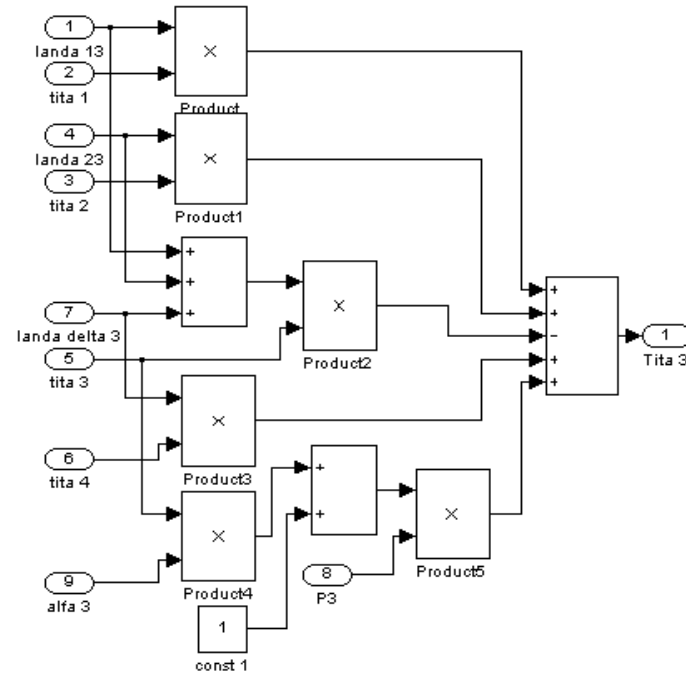 1
landa 13
2
tita 1
Product
4
landa 23
3
tita 2
Product1
+
+
+
7
landa delta 3
5
tita 3
Product2
+
+
−
+
+
1
Tita 3
6
tita 4
Product3
+
+
9
alfa 3
Product4
8
P3
Product5
1
const 1